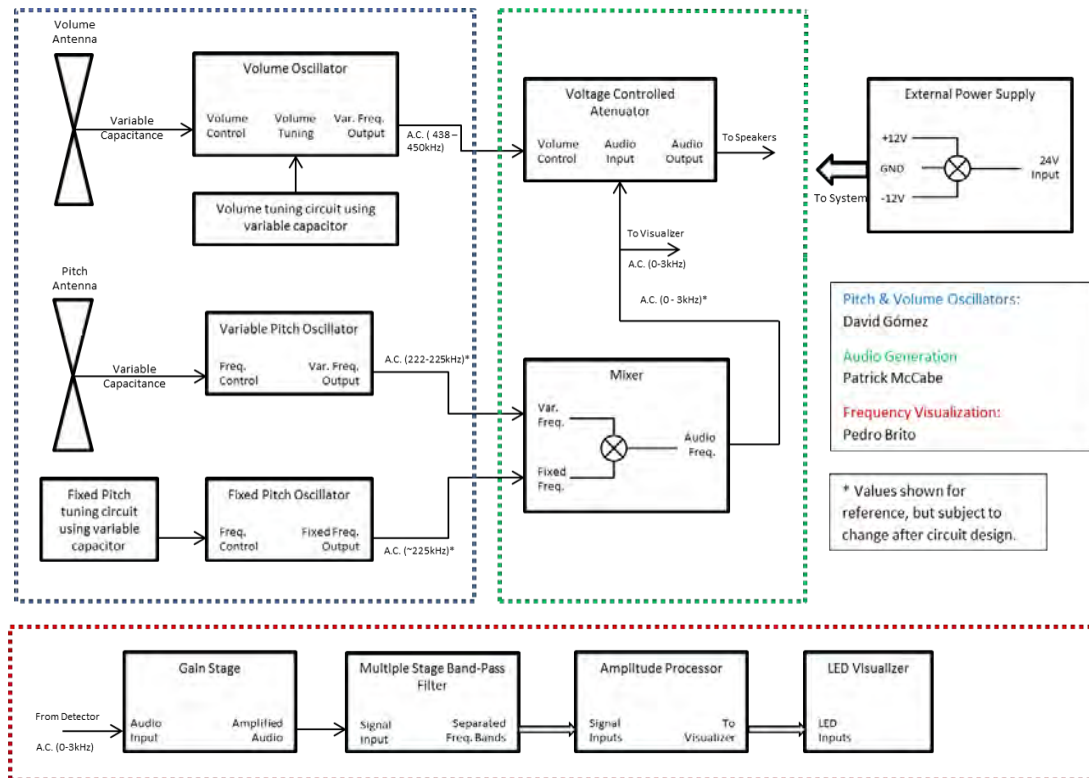 Volume
Antenna
Variable
Capacitance
Volume Oscillator
Volume
Control
Volume
Tuning
Var. Freq.
Output
A.C. ( 438 –
450kHz)
Volume tuning circuit using
variable capacitor
Pitch
Antenna
Variable
Capacitance
Variable Pitch Oscillator
Freq.
Control
Var. Freq.
Output
A.C. (222-225kHz)*
Fixed Pitch
tuning circuit
using variable
capacitor
Fixed Pitch Oscillator
Freq.
Control
Fixed Freq.
Output
A.C. (~225kHz)*
Voltage Controlled
Atenuator
Volume
Control
Audio
Input
Audio
Output
To Speakers
To Visualizer
A.C. (0-3kHz)
A.C. (0 - 3kHz)*
Mixer
Var.
Freq.
Fixed
Freq.
Audio
Freq.
External Power Supply
+12V
GND
-12V
24V
Input
To System
Pitch & Volume Oscillators:
David Gómez
Audio Generation
Patrick McCabe
Frequency Visualization:
Pedro Brito
* Values shown for
reference, but subject to
change after circuit design.
From Detector
A.C. (0-3kHz)
Gain Stage
Audio
Input
Amplified
Audio
Multiple Stage Band-Pass
Filter
Signal
Input
Separated
Freq. Bands
Amplitude Processor
Signal
Inputs
To
Visualizer
LED Visualizer
LED
Inputs